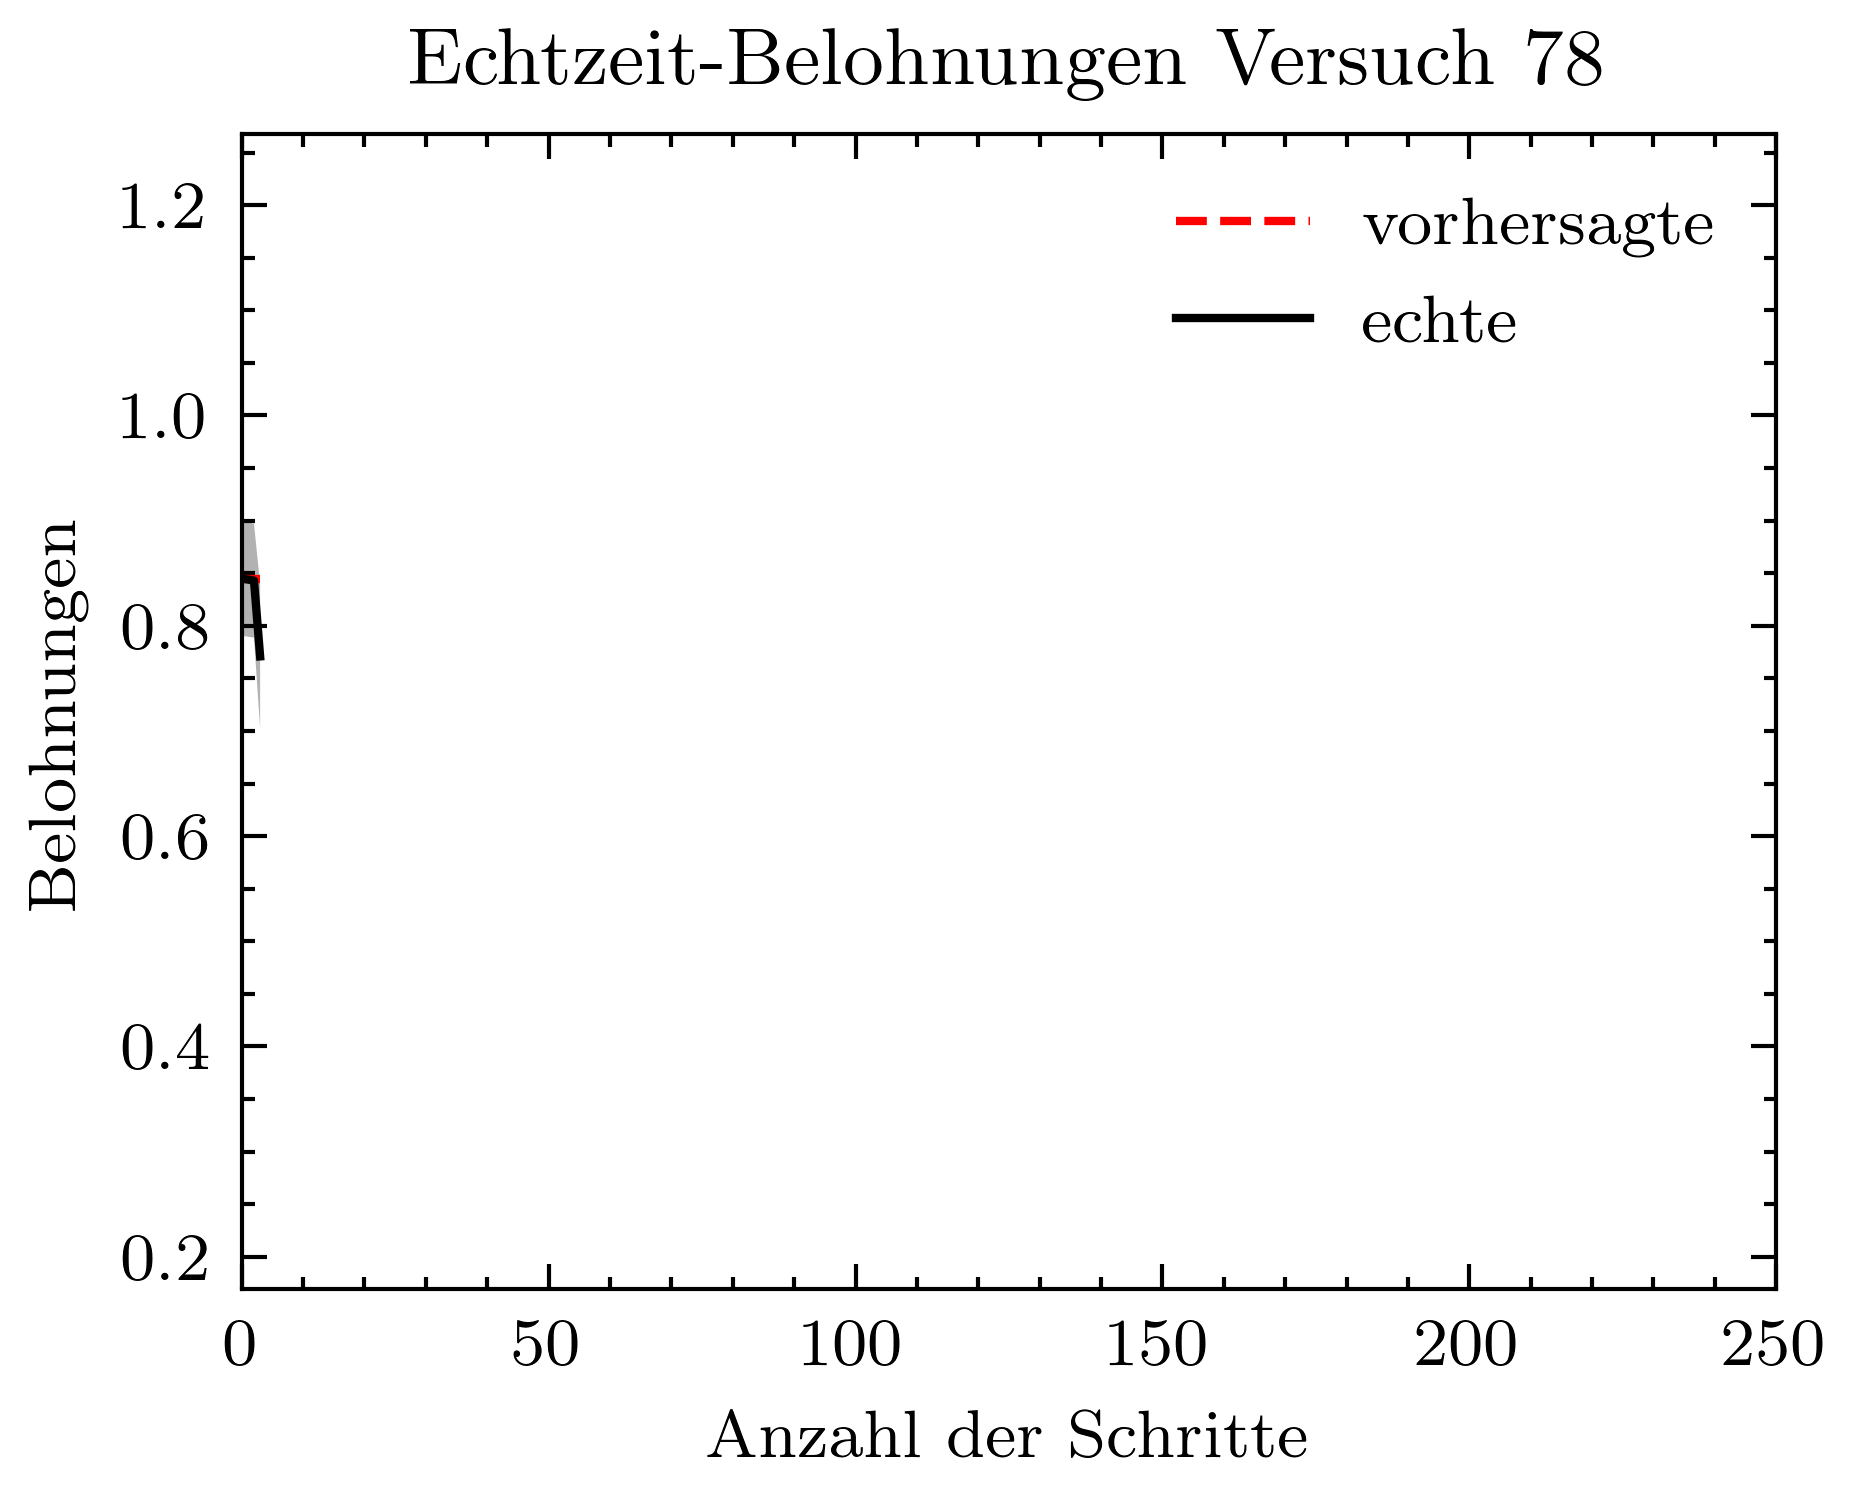 Echtzeit-Belohnungen Versuch 78
1.2
1.0
0.8
0.6
0.4
0.2
Belohnungen
vorhersagte
echte
0 50 100 150 200 250
Anzahl der Schritte